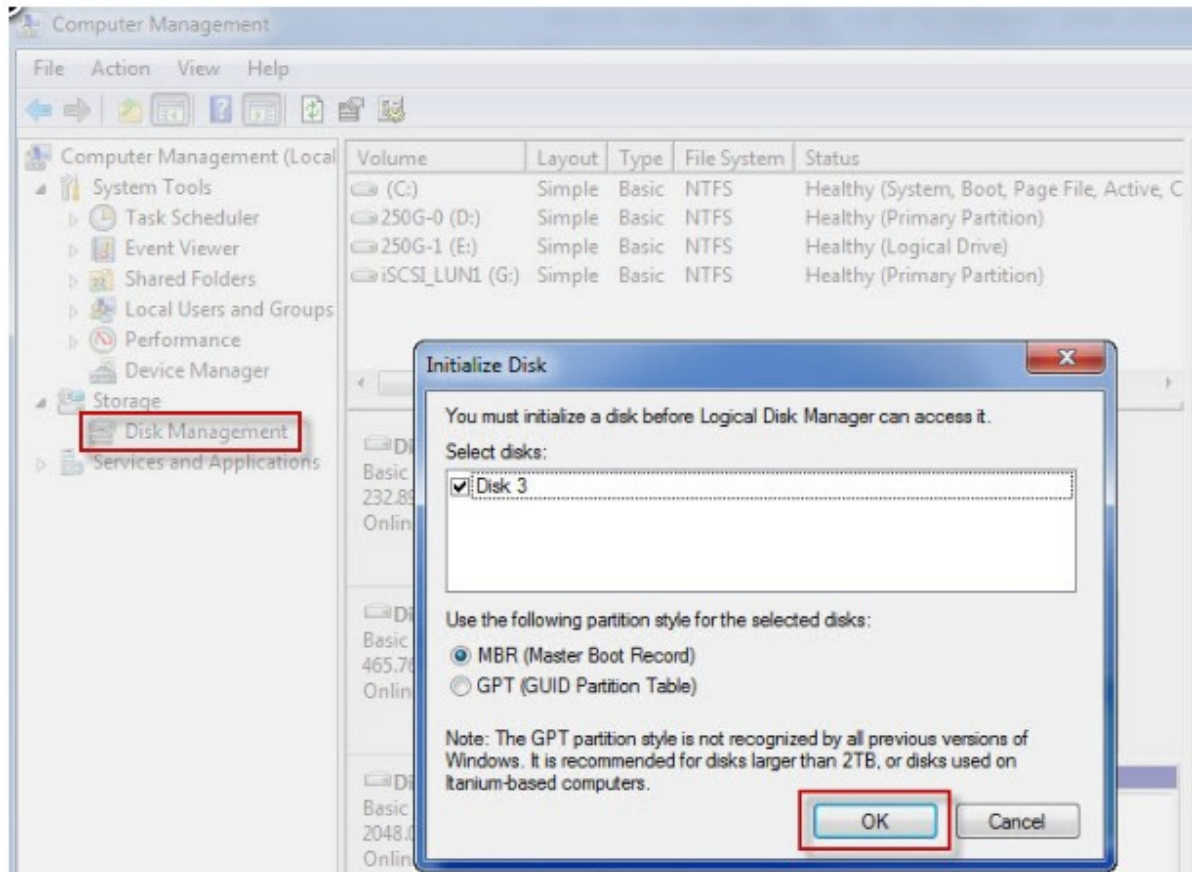 Computer Management
File Action View Help
Computer Management (Local
System Tools
Task Scheduler
Event Viewer
Shared Folders
Local Users and Groups
Performance
Device Manager
Storage
Disk Management
Services and Applications
Volume Layout Type File System Status
(C:) Simple Basic NTFS Healthy (System, Boot, Page File, Active, C
250G-0 (D:) Simple Basic NTFS Healthy (Primary Partition)
250G-1 (E:) Simple Basic NTFS Healthy (Logical Drive)
iSCSI_LUN1 (G:) Simple Basic NTFS Healthy (Primary Partition)
Di
Basic
232.89
Onlin
Di
Basic
465.76
Onlin
Di
Basic
2048.0
Onlin
Initialize Disk
You must initialize a disk before Logical Disk Manager can access it.
Select disks:
Disk 3
Use the following partition style for the selected disks:
MBR (Master Boot Record)
GPT (GUID Partition Table)
Note: The GPT partition style is not recognized by all previous versions of
Windows. It is recommended for disks larger than 2TB, or disks used on
Itanium-based computers.
OK Cancel